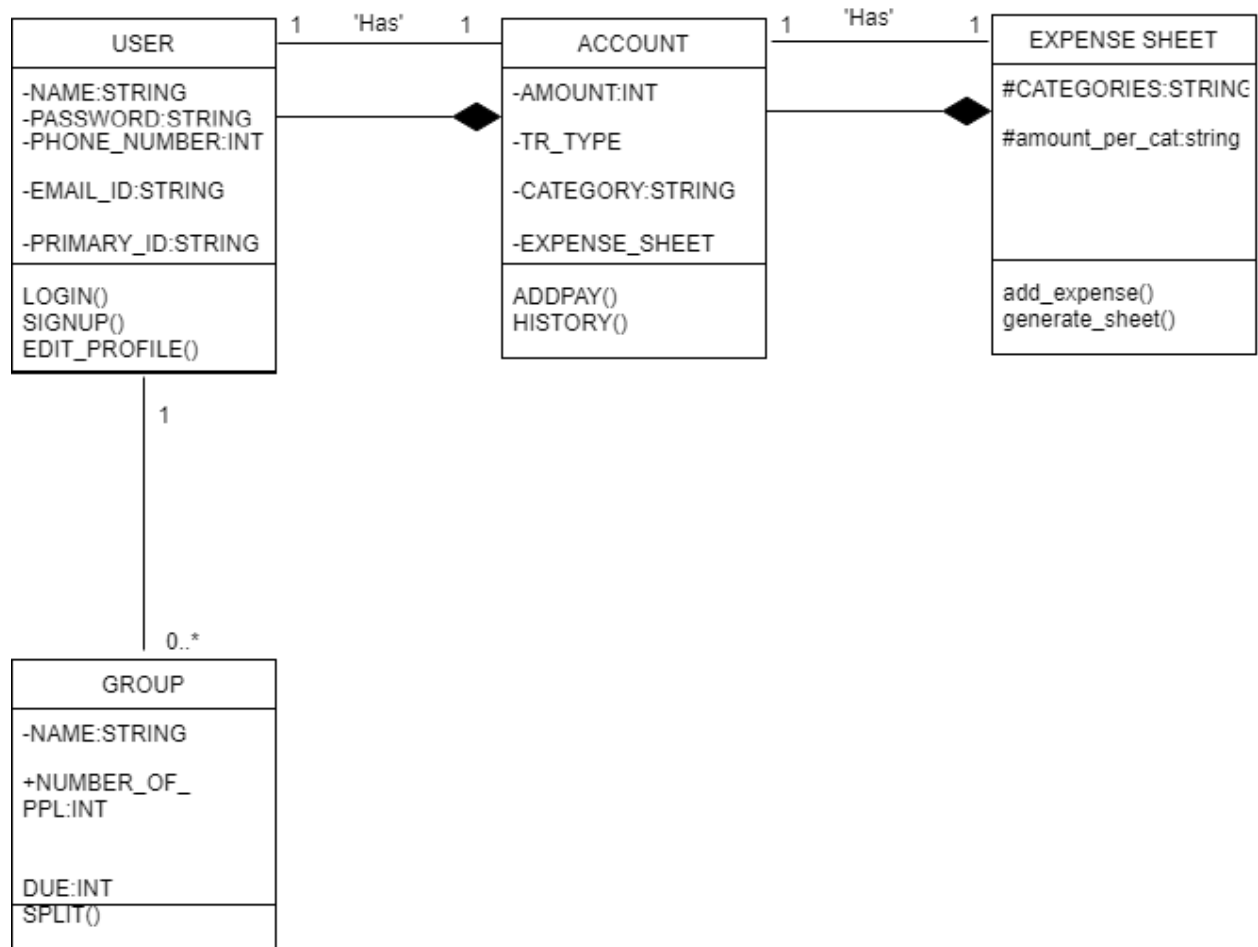 1 'Has' 1
1 'Has' 1
USER
-NAME:STRING
-PASSWORD:STRING
-PHONE_NUMBER:INT
-EMAIL_ID:STRING
-PRIMARY_ID:STRING
LOGIN()
SIGNUP()
EDIT_PROFILE()
ACCOUNT
-AMOUNT:INT
-TR_TYPE
-CATEGORY:STRING
-EXPENSE_SHEET
ADDPAY()
HISTORY()
EXPENSE SHEET
#CATEGORIES:STRING
#amount_per_cat:string
add_expense()
generate_sheet()
1
0..*
GROUP
-NAME:STRING
+NUMBER_OF_
PPL:INT
DUE:INT
SPLIT()